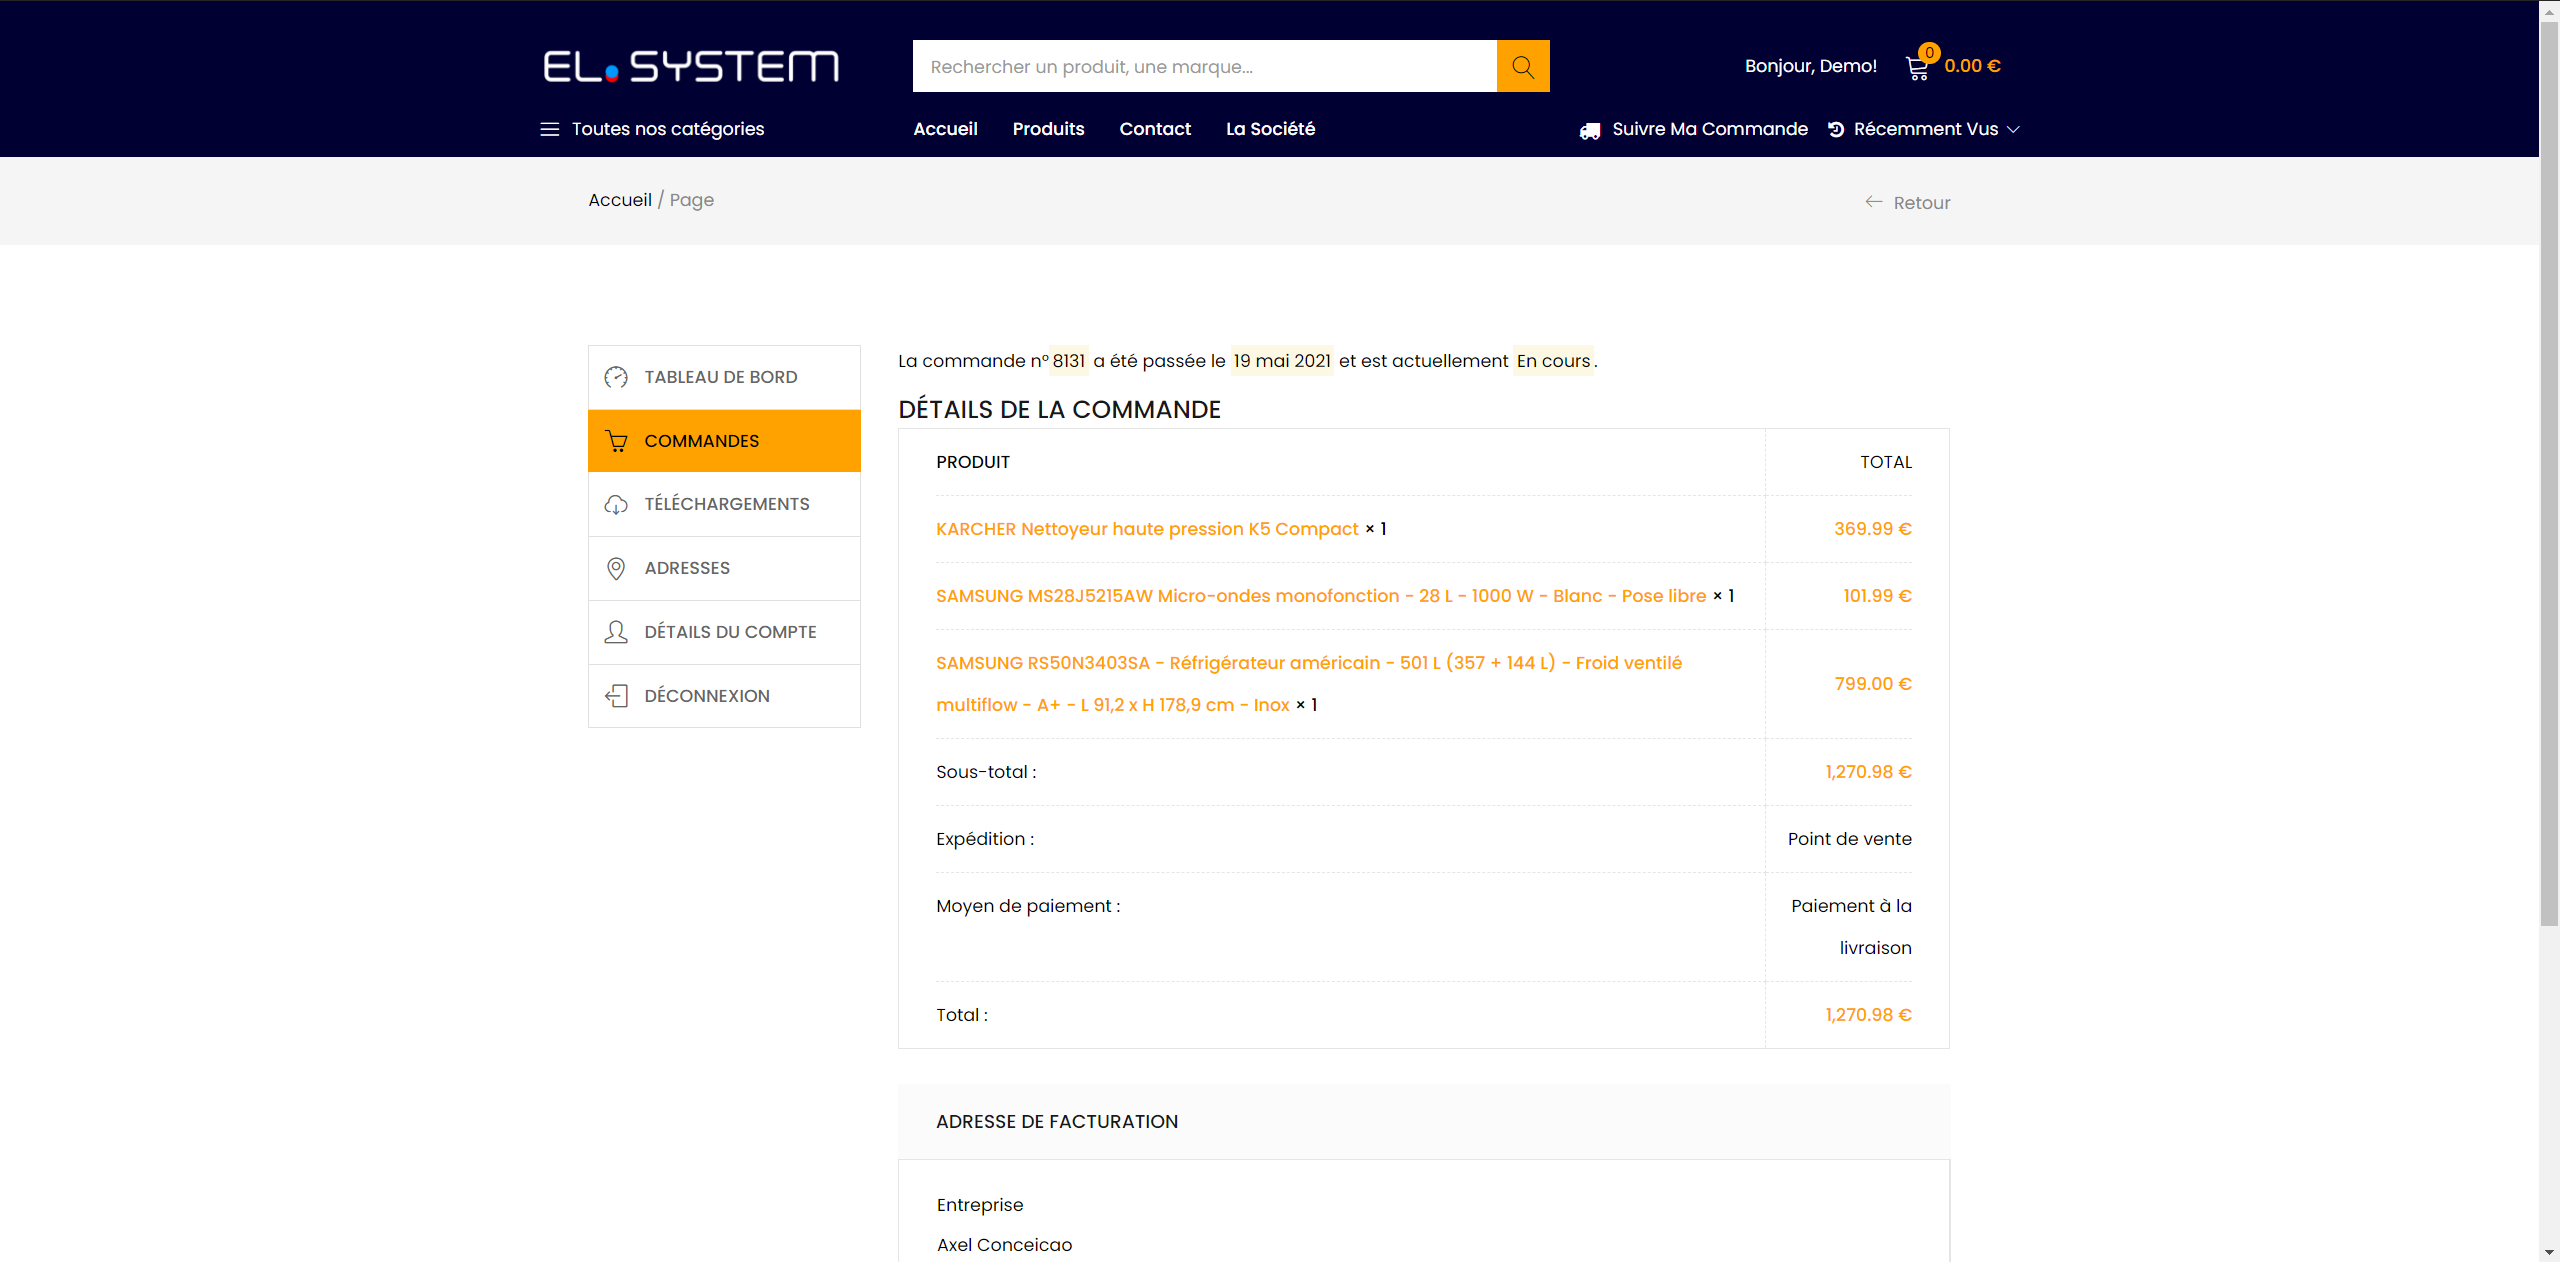 EL.SYSTEM
Rechercher un produit, une marque...
Bonjour, Demo!
0
0.00 €
Toutes nos catégories
Accueil
Produits
Contact
La Société
Suivre Ma Commande
Récemment Vus
Accueil / Page
Retour
TABLEAU DE BORD
COMMANDES
TÉLÉCHARGEMENTS
ADRESSES
DÉTAILS DU COMPTE
DÉCONNEXION
La commande n° 8131 a été passée le 19 mai 2021 et est actuellement En cours.
DÉTAILS DE LA COMMANDE
PRODUIT TOTAL
KARCHER Nettoyeur haute pression K5 Compact × 1 369.99 €
SAMSUNG MS28J5215AW Micro-ondes monofonction - 28 L - 1000 W - Blanc - Pose libre × 1 101.99 €
SAMSUNG RS50N3403SA - Réfrigérateur américain - 501 L (357 + 144 L) - Froid ventilé
multiflow - A+ - L 91,2 x H 178,9 cm - Inox × 1
799.00 €
Sous-total : 1,270.98 €
Expédition : Point de vente
Moyen de paiement : Paiement à la
livraison
Total : 1,270.98 €
ADRESSE DE FACTURATION
Entreprise
Axel Conceicao